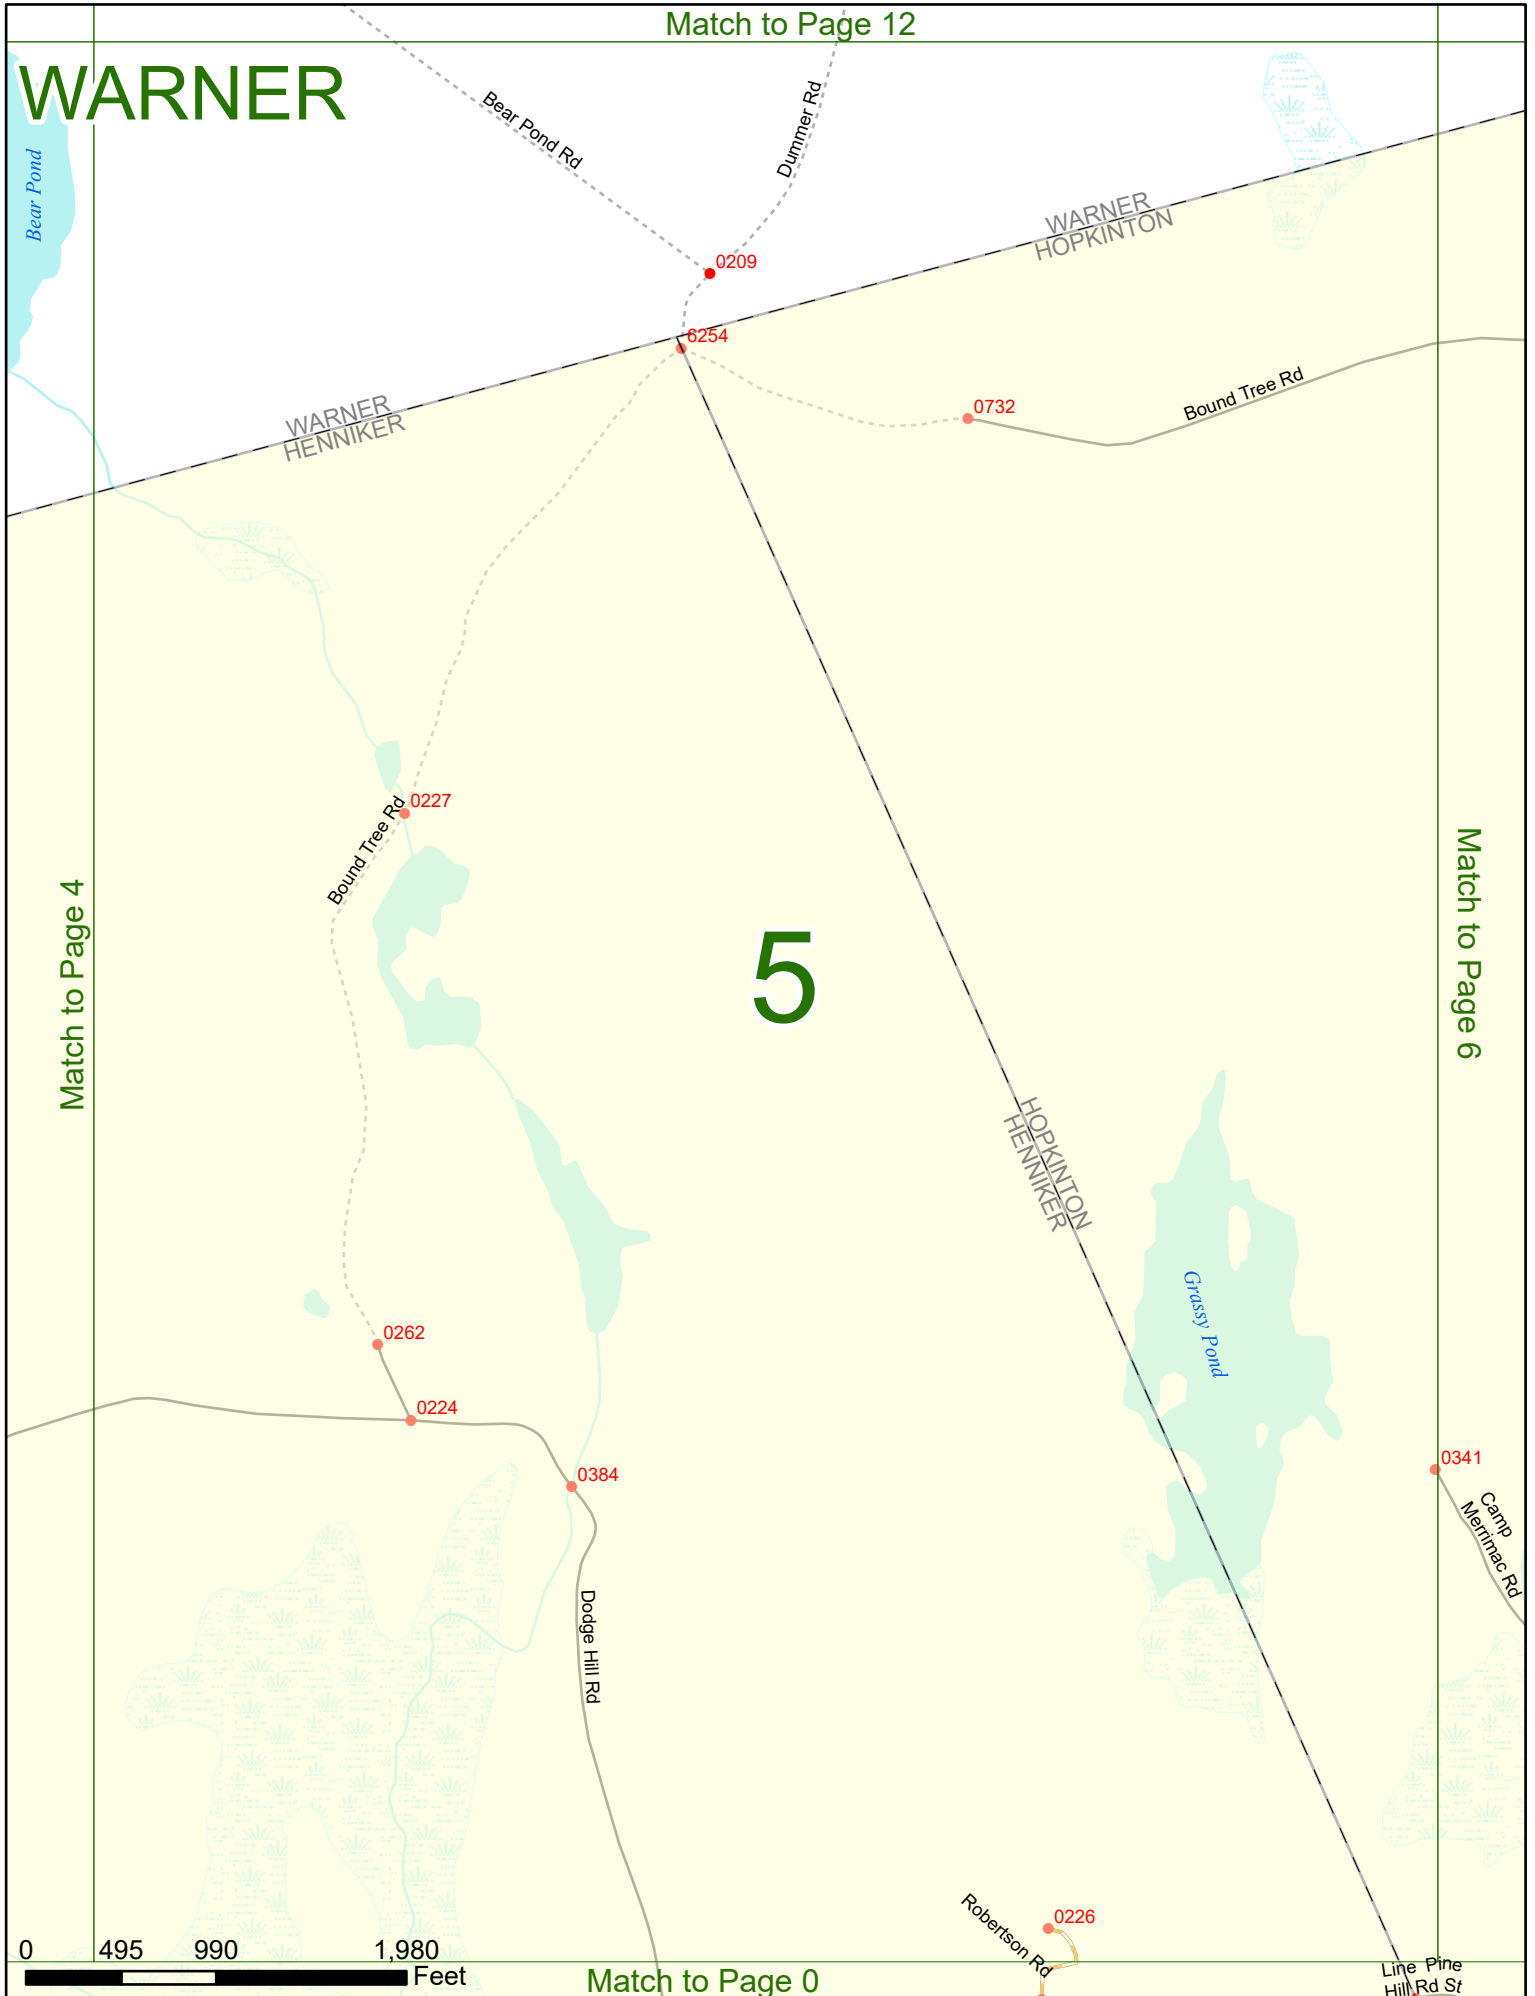 Match to Page 12
WARNER
Bear Pond Rd
Dummer Rd
Bear Pond
WARNER
HOPKINTON
0209
6254
Bound Tree Rd
0732
WARNER
HENNIKER
0227
Bound Tree Rd
Match to Page 4
5
Match to Page 6
HOPKINTON
HENNIKER
Grassy Pond
0262
0224
0384
0341
Camp
Merrimac Rd
Dodge Hill Rd
0226
Robertson Rd
0 495 990 1,980
Feet
Match to Page 0
Line Pine
Hill Rd St